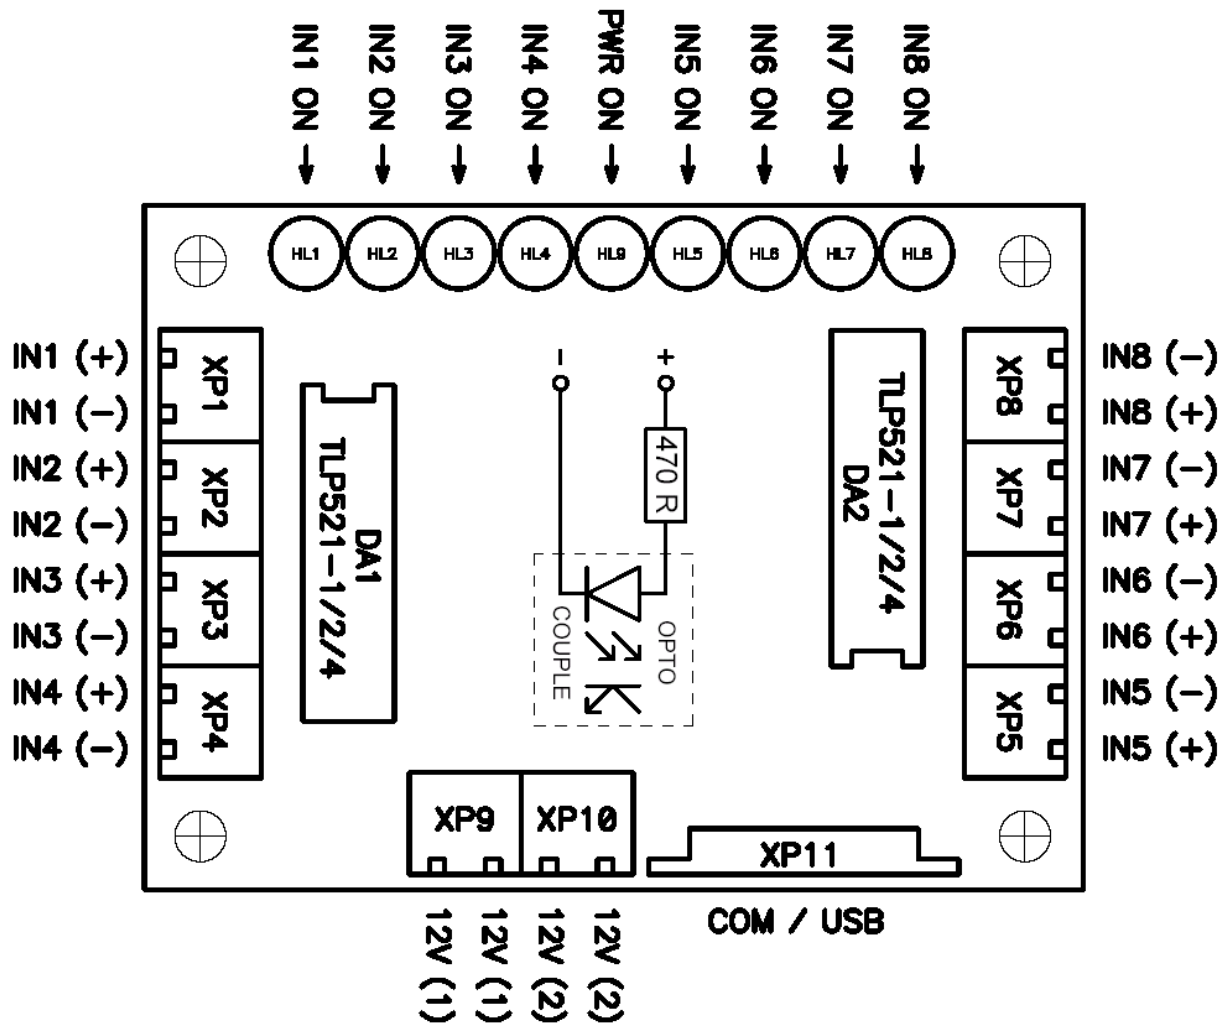 IN1 ON
IN2 ON
IN3 ON
IN4 ON
PWR ON
IN5 ON
IN6 ON
IN7 ON
IN8 ON
HL1
HL2
HL3
HL4
HL9
HL5
HL6
HL7
HL8
IN1 (+)
IN1 (-)
IN2 (+)
IN2 (-)
IN3 (+)
IN3 (-)
IN4 (+)
IN4 (-)
XP1
XP2
XP3
XP4
DA1
TLP521-1/2/4
-
+
470 R
OPTO
COUPLE
TLP521-1/2/4
DA2
XP8
XP7
XP6
XP5
IN8 (-)
IN8 (+)
IN7 (-)
IN7 (+)
IN6 (-)
IN6 (+)
IN5 (-)
IN5 (+)
XP9
XP10
XP11
12V (1)
12V (1)
12V (2)
12V (2)
COM / USB